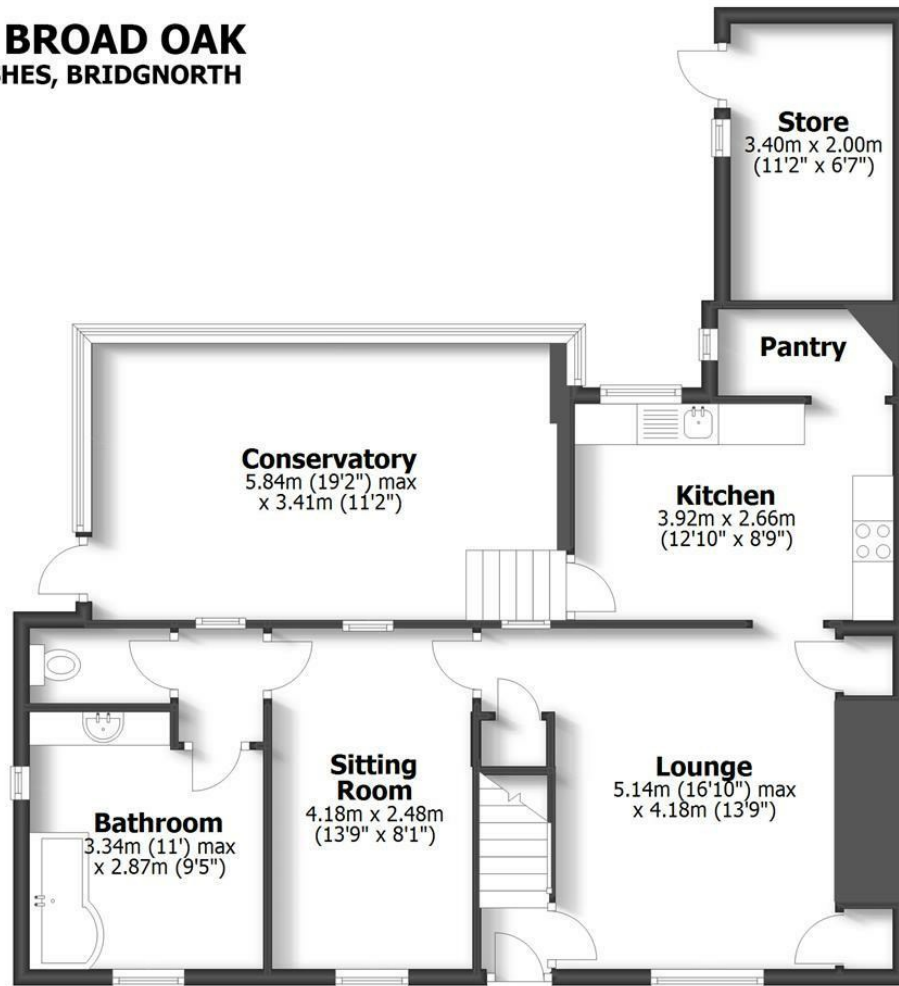 BROAD OAK
HES, BRIDGNORTH
Store
3.40m x 2.00m
(11'2" x 6'7")
Pantry
Conservatory
5.84m (19'2") max
x 3.41m (11'2")
Kitchen
3.92m x 2.66m
(12'10" x 8'9")
Sitting
Room
4.18m x 2.48m
(13'9" x 8'1")
Lounge
5.14m (16'10") max
x 4.18m (13'9")
Bathroom
3.34m (11') max
x 2.87m (9'5")